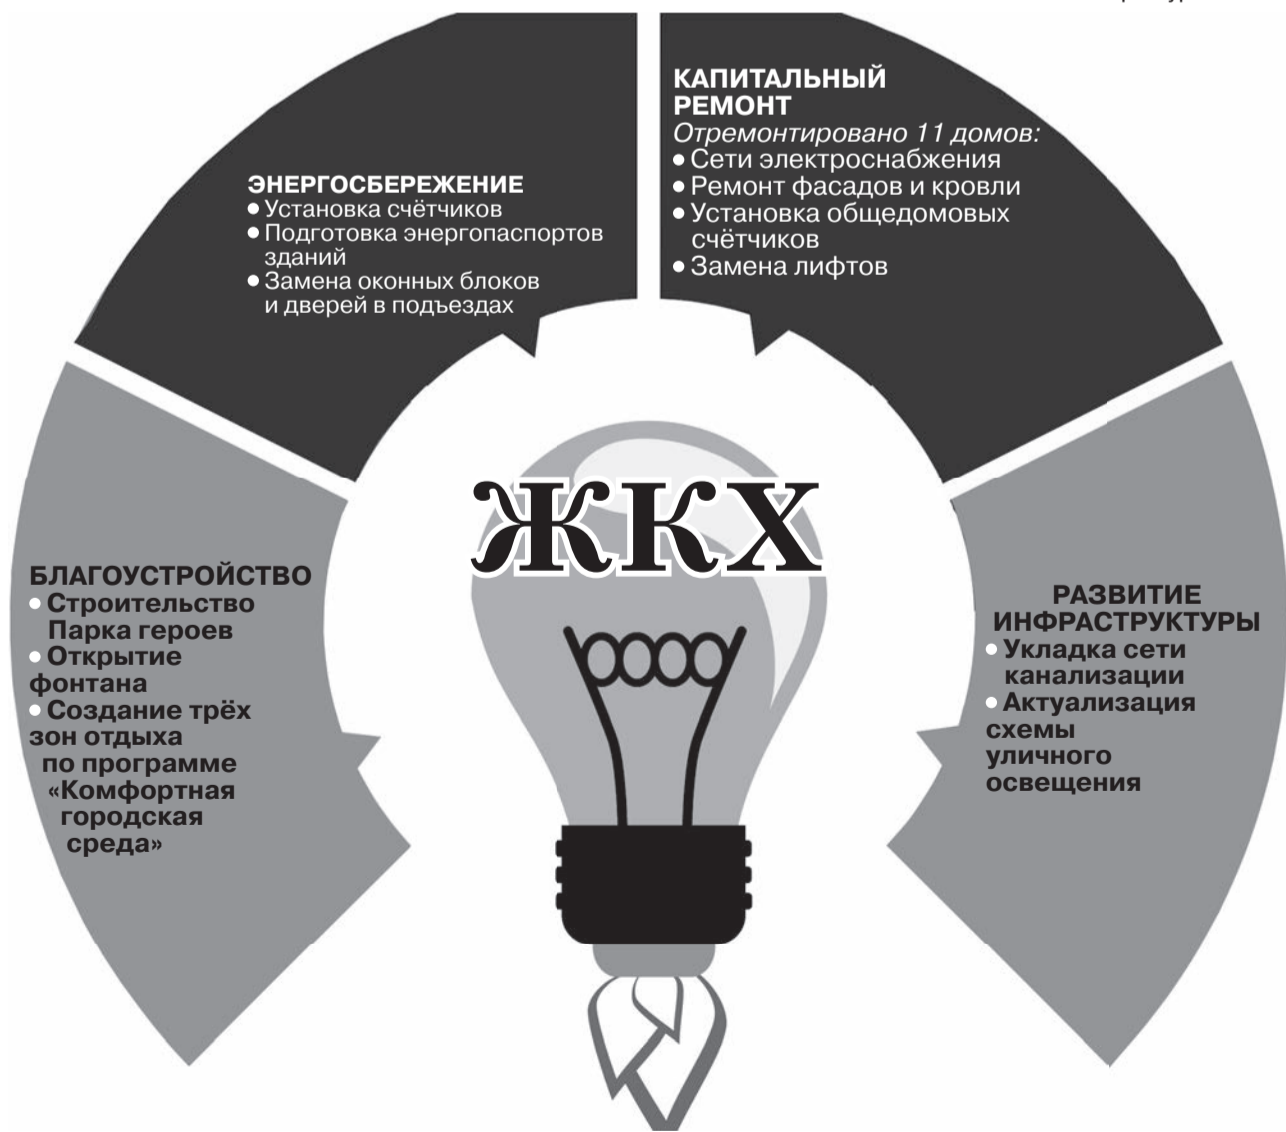 КАПИТАЛЬНЫЙ
РЕМОНТ
Отремонтировано 11 домов:
• Сети электроснабжения
• Ремонт фасадов и кровли
• Установка общедомовых
счётчиков
• Замена лифтов
ЭНЕРГОСБЕРЕЖЕНИЕ
• Установка счётчиков
• Подготовка энергопаспортов
зданий
• Замена оконных блоков
и дверей в подъездах
ЖКХ
БЛАГОУСТРОЙСТВО
• Строительство
Парка героев
• Открытие
фонтана
• Создание трёх
зон отдыха
по программе
«Комфортная
городская
среда»
РАЗВИТИЕ
ИНФРАСТРУКТУРЫ
• Укладка сети
канализации
• Актуализация
схемы
уличного
освещения